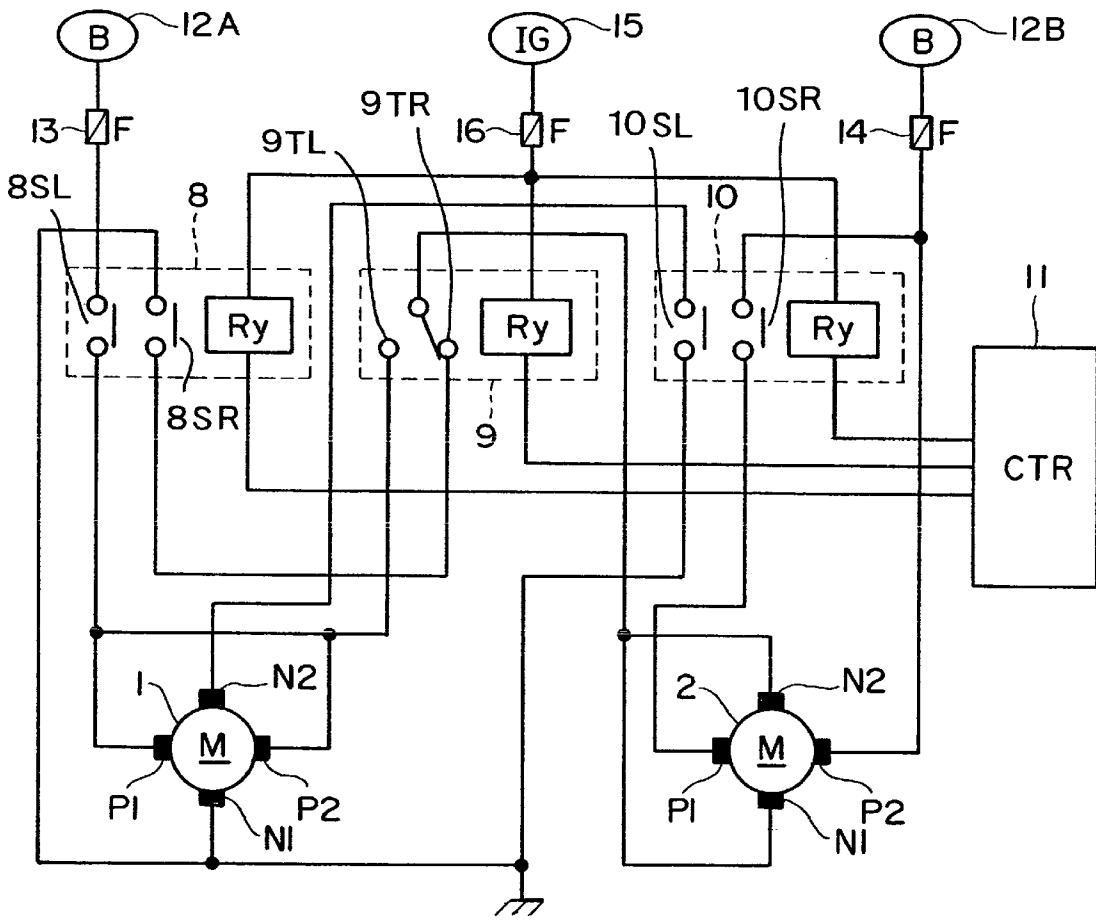 B 12A IG 15 B 12B
13 F 9TR 16 F 10SL 10SR 14 F
9TL
8SL 8 10
11
Ry Ry Ry
8SR 9
CTR
1 N2 2 N2
M M
P1 P2 P1 P2
N1 N1